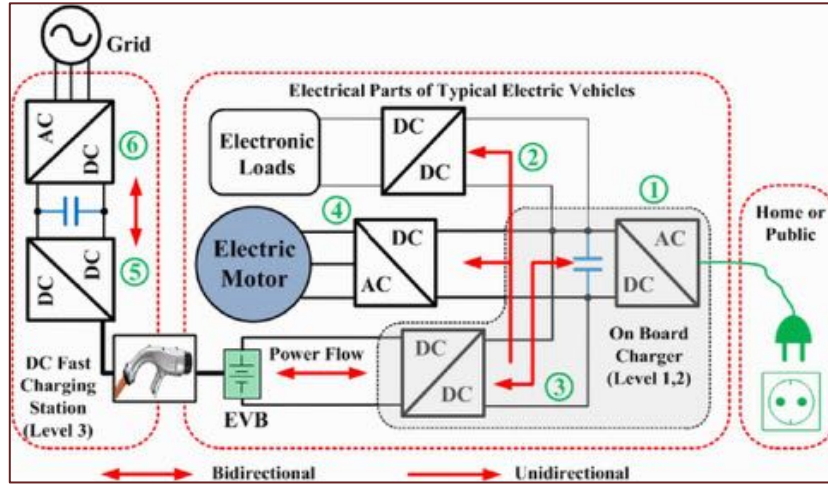 Grid
Electrical Parts of Typical Electric Vehicles
AC
DC
⑥
DC
DC
⑤
DC Fast
Charging
Station
(Level 3)
Electronic
Loads
DC
DC
②
①
④
Electric
Motor
DC
AC
AC
DC
Home or
Public
On Board
Charger
(Level 1,2)
Power Flow
DC
DC
③
EVB
Bidirectional
Unidirectional